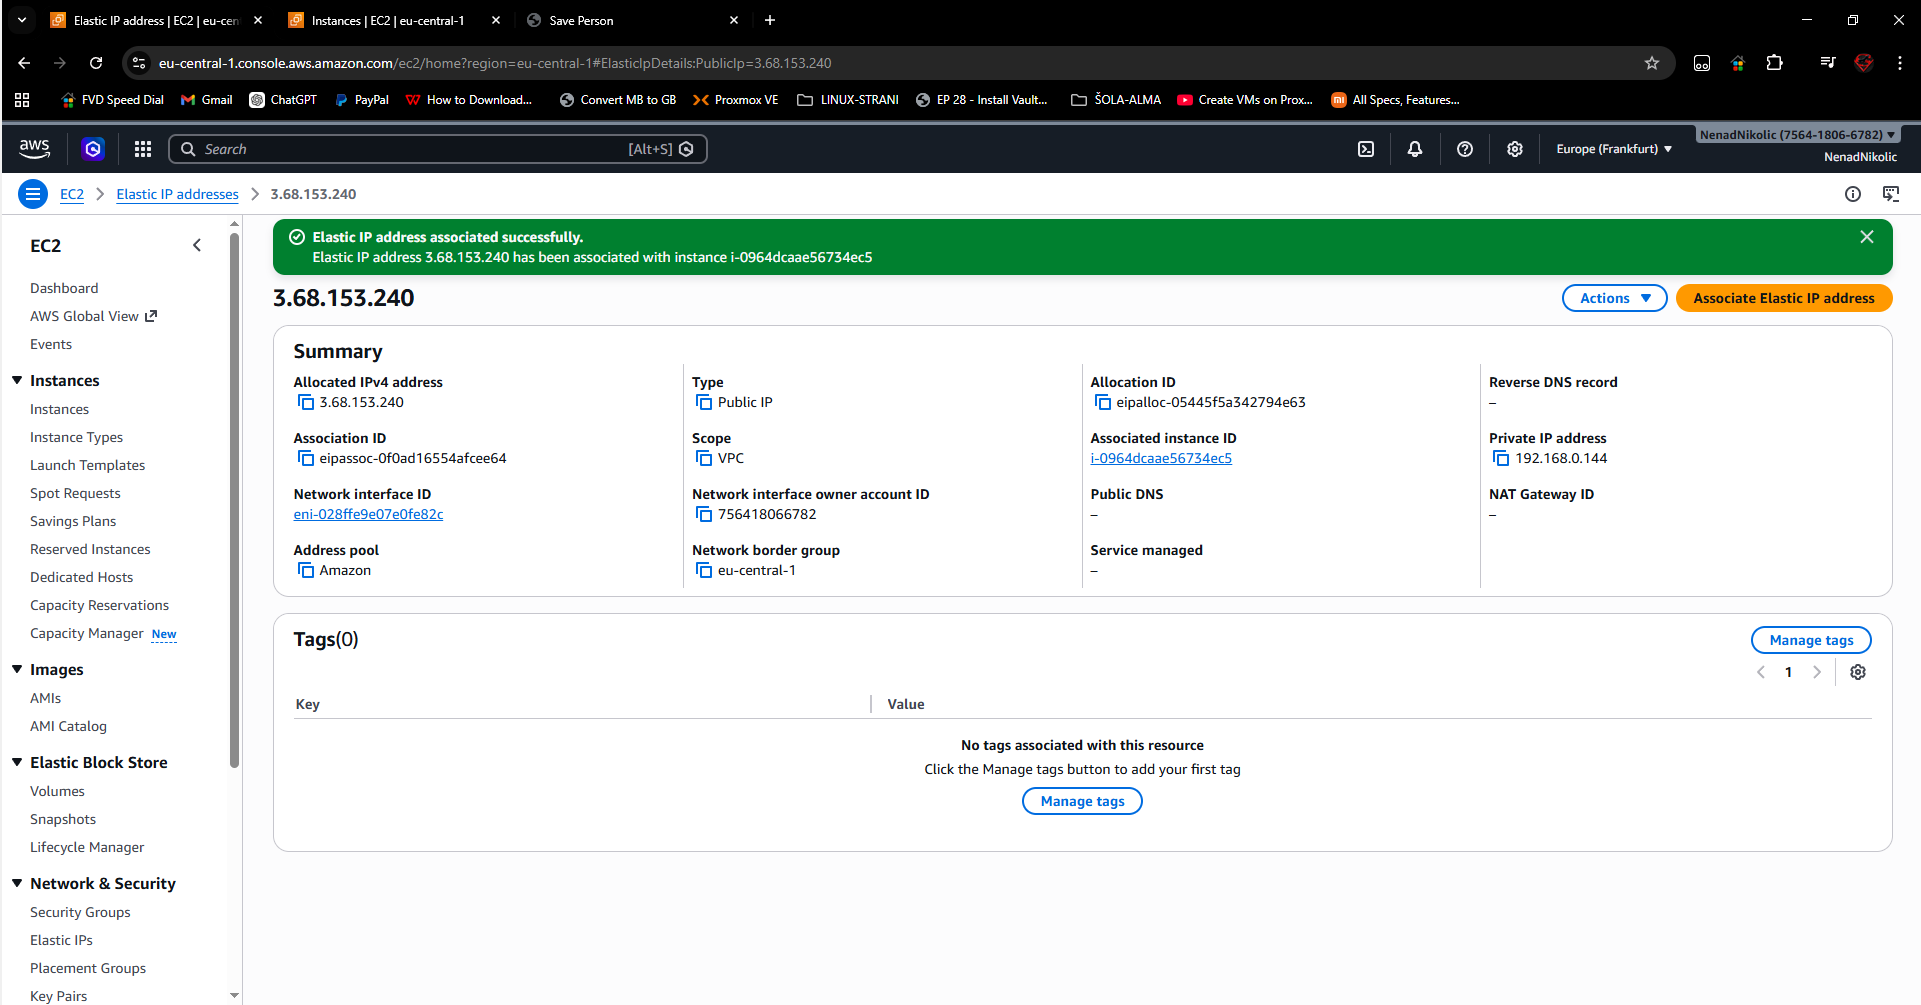 Elastic IP address | EC2 | eu-cen
Instances | EC2 | eu-central-1
Save Person
eu-central-1.console.aws.amazon.com/ec2/home?region=eu-central-1#ElasticIpDetails:PublicIp=3.68.153.240
FVD Speed Dial
Gmail
ChatGPT
PayPal
How to Download...
Convert MB to GB
Proxmox VE
LINUX-STRANI
EP 28 - Install Vault...
ŠOLA-ALMA
Create VMs on Prox...
All Specs, Features...
aws
Search
[Alt+S]
Europe (Frankfurt)
NenadNikolic (7564-1806-6782)
NenadNikolic
EC2
Elastic IP addresses
3.68.153.240
EC2
Dashboard
AWS Global View
Events
Instances
Instances
Instance Types
Launch Templates
Spot Requests
Savings Plans
Reserved Instances
Dedicated Hosts
Capacity Reservations
Capacity Manager New
Images
AMIs
AMI Catalog
Elastic Block Store
Volumes
Snapshots
Lifecycle Manager
Network & Security
Security Groups
Elastic IPs
Placement Groups
Key Pairs
Elastic IP address associated successfully.
Elastic IP address 3.68.153.240 has been associated with instance i-0964dcaae56734ec5
3.68.153.240
Actions
Associate Elastic IP address
Summary
Allocated IPv4 address
3.68.153.240
Type
Public IP
Allocation ID
eipalloc-05445f5a342794e63
Reverse DNS record
–
Association ID
eipassoc-0f0ad16554afcee64
Scope
VPC
Associated instance ID
i-0964dcaae56734ec5
Private IP address
192.168.0.144
Network interface ID
eni-028ffe9e07e0fe82c
Network interface owner account ID
756418066782
Public DNS
–
NAT Gateway ID
–
Address pool
Amazon
Network border group
eu-central-1
Service managed
–
Tags(0)
Manage tags
1
Key
Value
No tags associated with this resource
Click the Manage tags button to add your first tag
Manage tags